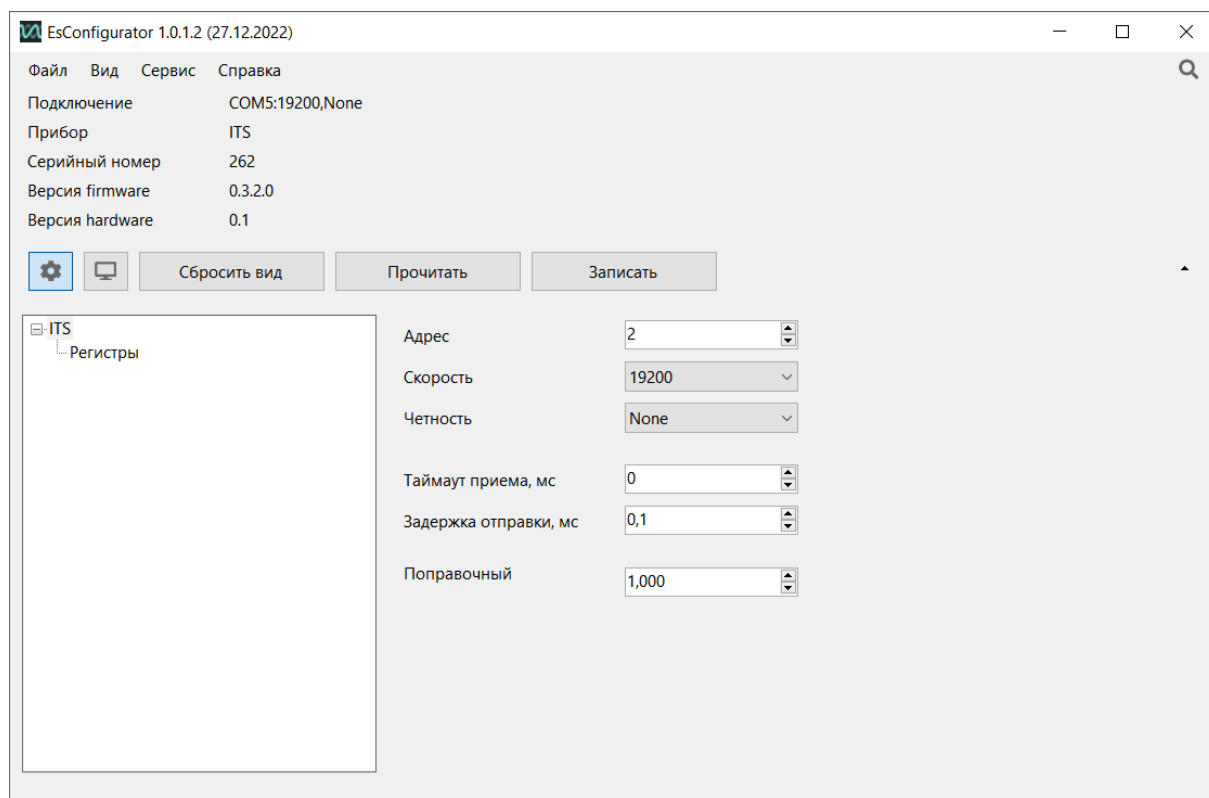 EsConfigurator 1.0.1.2 (27.12.2022)
Файл Вид Сервис Справка
Подключение COM5:19200,None
Прибор ITS
Серийный номер 262
Версия firmware 0.3.2.0
Версия hardware 0.1
Сбросить вид Прочитать Записать
ITS
Регистры
Адрес 2
Скорость 19200
Четность None
Таймаут приема, мс 0
Задержка отправки, мс 0,1
Поправочный 1,000